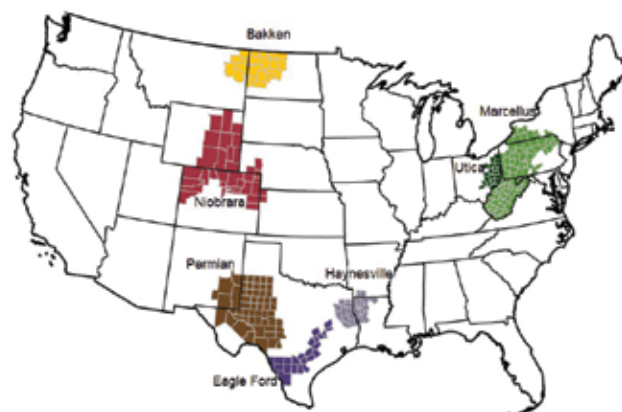 Bakken
Marcellus
Utica
Niobrara
Permian
Haynesville
Eagle Ford